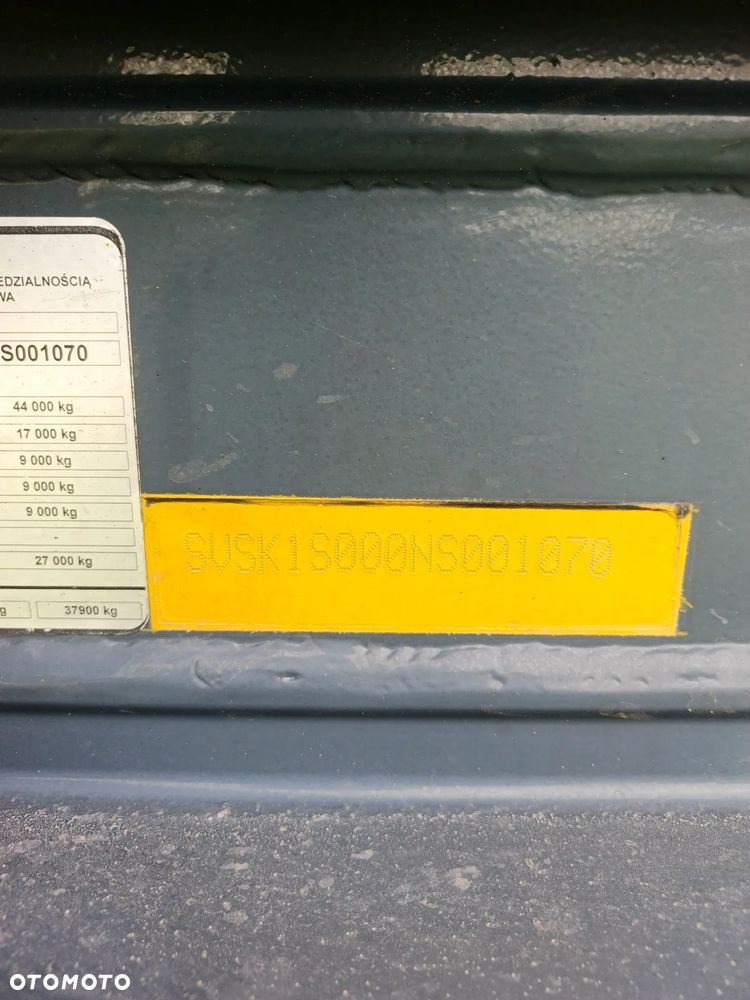 EDZIALNOŚCIĄ
WA
S001070
44 000 kg
17 000 kg
9 000 kg
9 000 kg
9 000 kg
-
27 000 kg
g 37900 kg
SVSK1S000NS001070
OTOMOTO